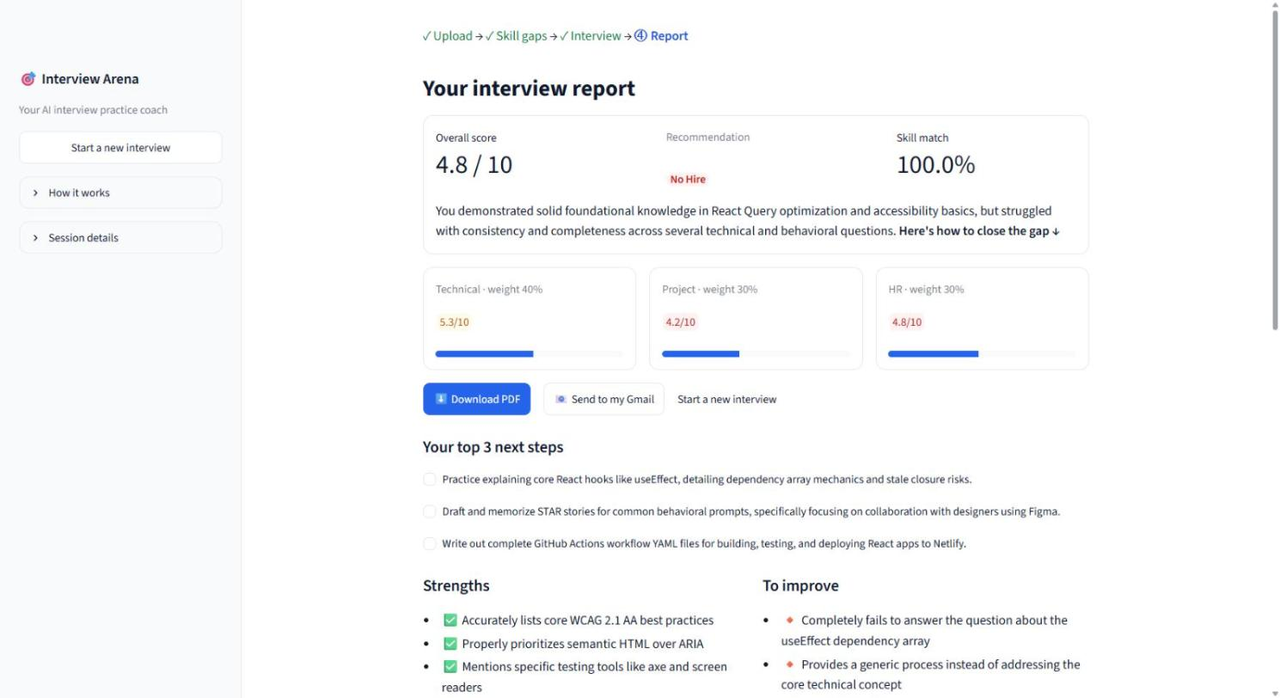 ✓ Upload → ✓ Skill gaps → ✓ Interview → ④ Report
Interview Arena
Your AI interview practice coach
Start a new interview
How it works
Session details
Your interview report
Overall score
4.8 / 10
Recommendation
No Hire
Skill match
100.0%
You demonstrated solid foundational knowledge in React Query optimization and accessibility basics, but struggled
with consistency and completeness across several technical and behavioral questions. Here's how to close the gap ↓
Technical · weight 40%
5.3/10
Project · weight 30%
4.2/10
HR · weight 30%
4.8/10
Download PDF
Send to my Gmail
Start a new interview
Your top 3 next steps
Practice explaining core React hooks like useEffect, detailing dependency array mechanics and stale closure risks.
Draft and memorize STAR stories for common behavioral prompts, specifically focusing on collaboration with designers using Figma.
Write out complete GitHub Actions workflow YAML files for building, testing, and deploying React apps to Netlify.
Strengths
• ✅ Accurately lists core WCAG 2.1 AA best practices
• ✅ Properly prioritizes semantic HTML over ARIA
• ✅ Mentions specific testing tools like axe and screen
readers
To improve
• 🔸 Completely fails to answer the question about the
useEffect dependency array
• 🔸 Provides a generic process instead of addressing the
core technical concept